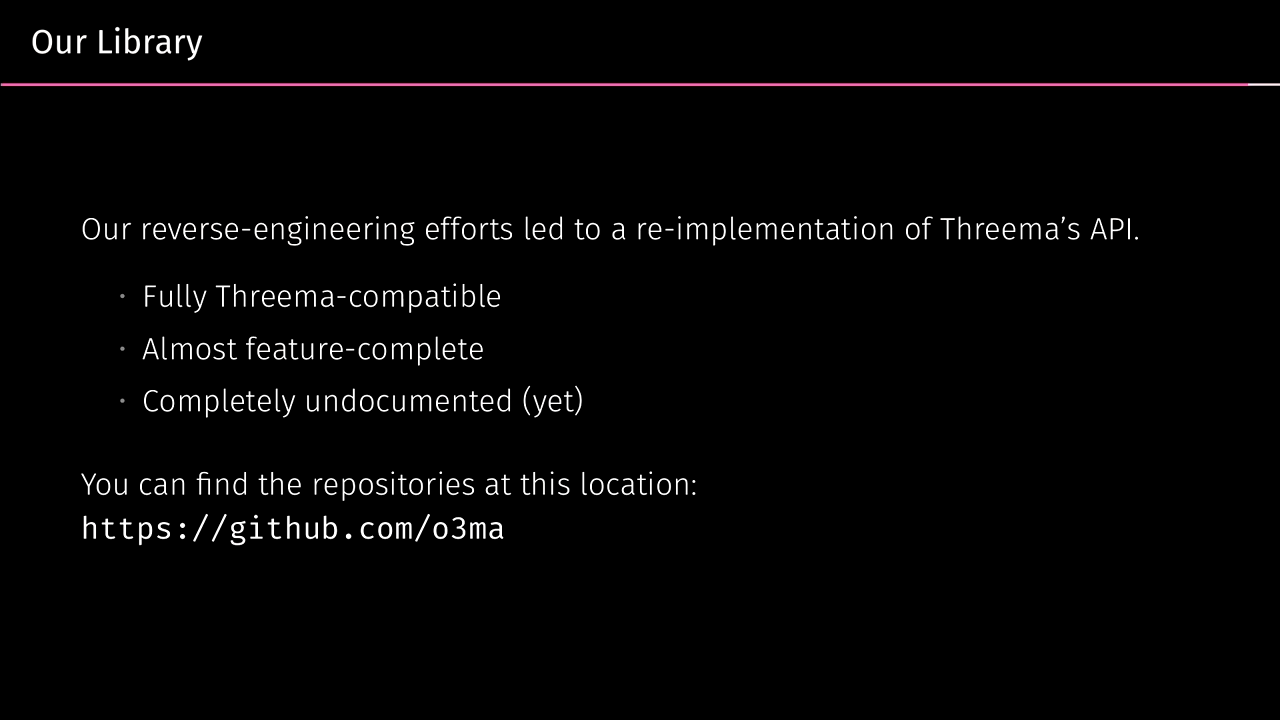 Our Library
Our reverse-engineering efforts led to a re-implementation of Threema’s API.
• Fully Threema-compatible
• Almost feature-complete
• Completely undocumented (yet)
You can find the repositories at this location:
https://github.com/o3ma